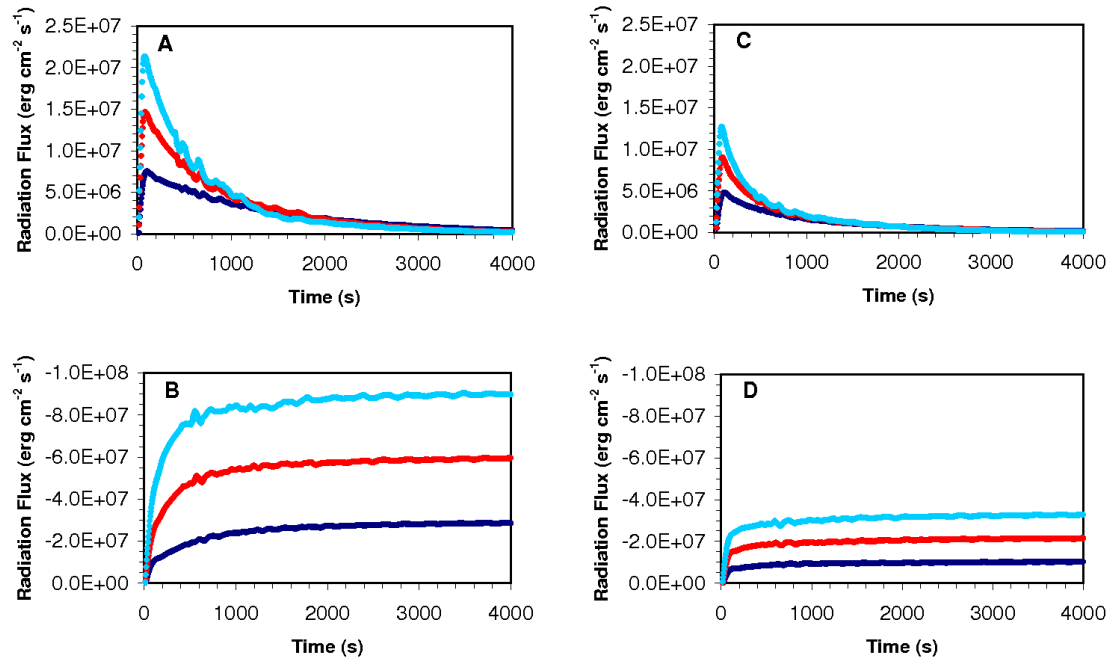 A
Radiation Flux (erg cm⁻² s⁻¹)
2.5E+07
2.0E+07
1.5E+07
1.0E+07
5.0E+06
0.0E+00
0 1000 2000 3000 4000
Time (s)
C
Radiation Flux (erg cm⁻² s⁻¹)
2.5E+07
2.0E+07
1.5E+07
1.0E+07
5.0E+06
0.0E+00
0 1000 2000 3000 4000
Time (s)
B
Radiation Flux (erg cm⁻² s⁻¹)
-1.0E+08
-8.0E+07
-6.0E+07
-4.0E+07
-2.0E+07
0.0E+00
0 1000 2000 3000 4000
Time (s)
D
Radiation Flux (erg cm⁻² s⁻¹)
-1.0E+08
-8.0E+07
-6.0E+07
-4.0E+07
-2.0E+07
0.0E+00
0 1000 2000 3000 4000
Time (s)